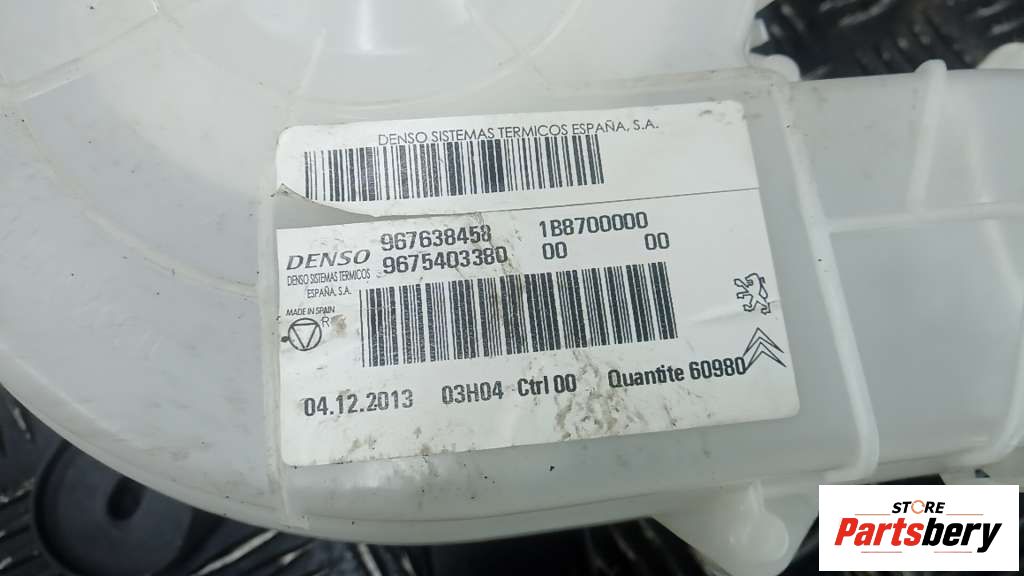 DENSO SISTEMAS TERMICOS ESPAÑA, S.A.
967638458 1B8700000
DENSO 9675403380 00 00
DENSO SISTEMAS TERMICOS
ESPAÑA, S.A.
MADE IN SPAIN
R
04.12.2013 03H04 Ctrl 00 Quantite 60980
STORE
Partsbery